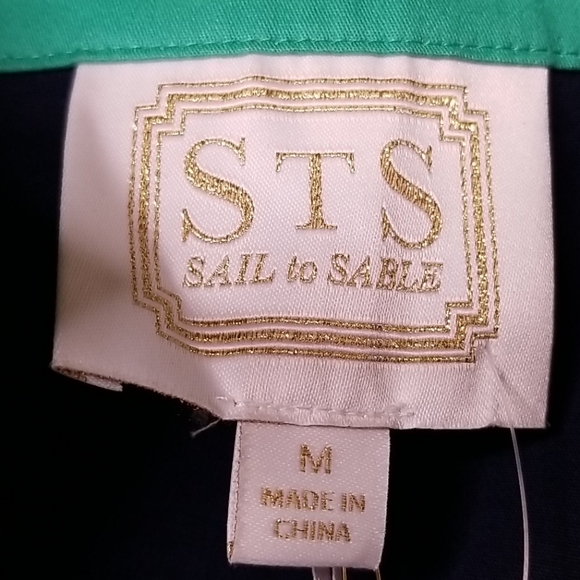 STS
SAIL to SABLE
M
MADE IN
CHINA